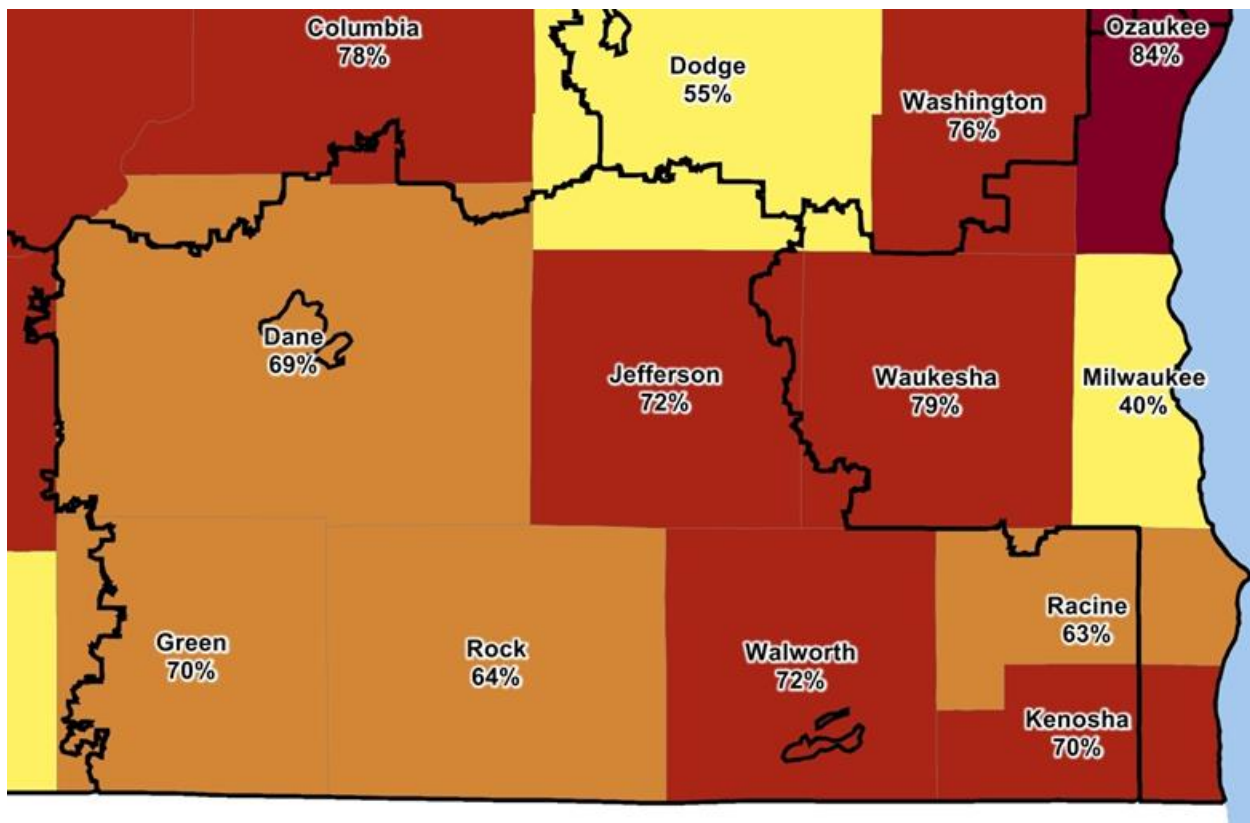 Columbia
78%
Ozaukee
84%
Dodge
55%
Washington
76%
Dane
69%
Jefferson
72%
Waukesha
79%
Milwaukee
40%
Green
70%
Rock
64%
Walworth
72%
Racine
63%
Kenosha
70%